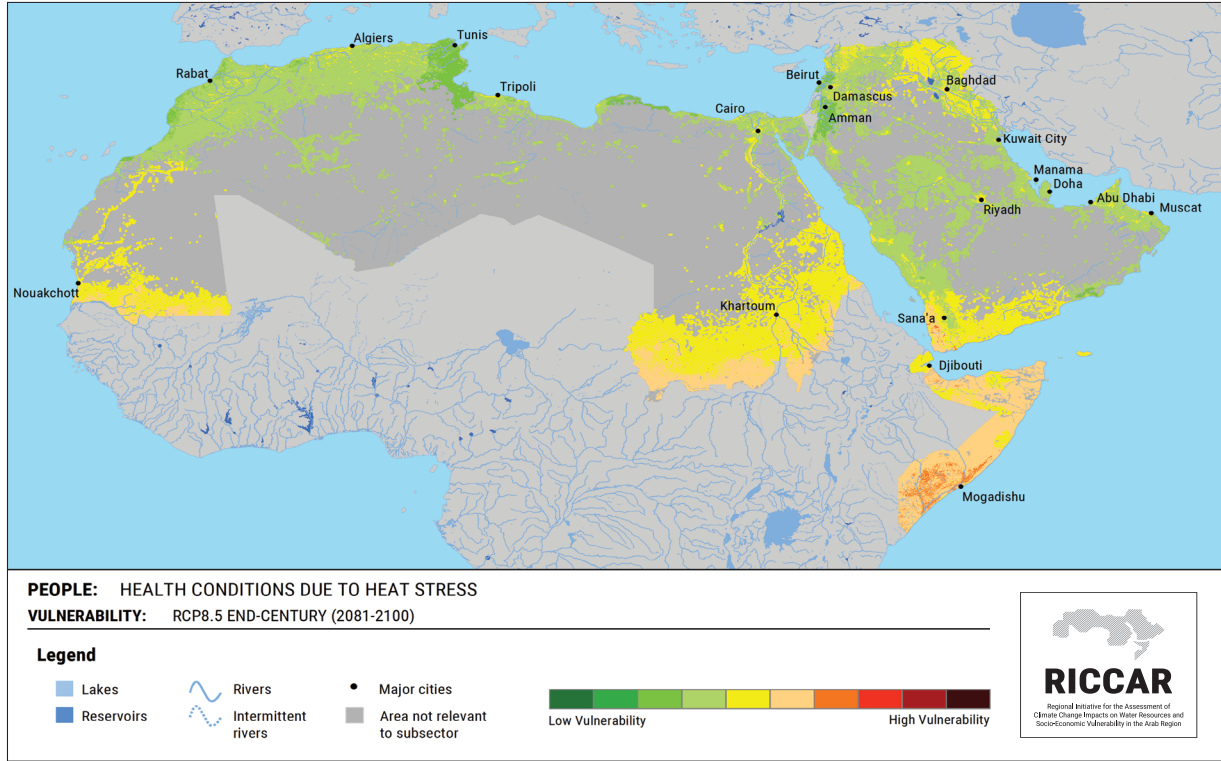 Algiers
Tunis
Rabat
Tripoli
Beirut
Baghdad
Damascus
Cairo
Amman
Kuwait City
Manama
Doha
Abu Dhabi
Riyadh
Muscat
Nouakchott
Khartoum
Sana'a
Djibouti
Mogadishu
PEOPLE: HEALTH CONDITIONS DUE TO HEAT STRESS
VULNERABILITY: RCP8.5 END-CENTURY (2081-2100)
Legend
Lakes
Rivers
Major cities
Reservoirs
Intermittent
rivers
Area not relevant
to subsector
Low Vulnerability
High Vulnerability
RICCAR
Regional Initiative for the Assessment of
Climate Change Impacts on Water Resources and
Socio-Economic Vulnerability in the Arab Region